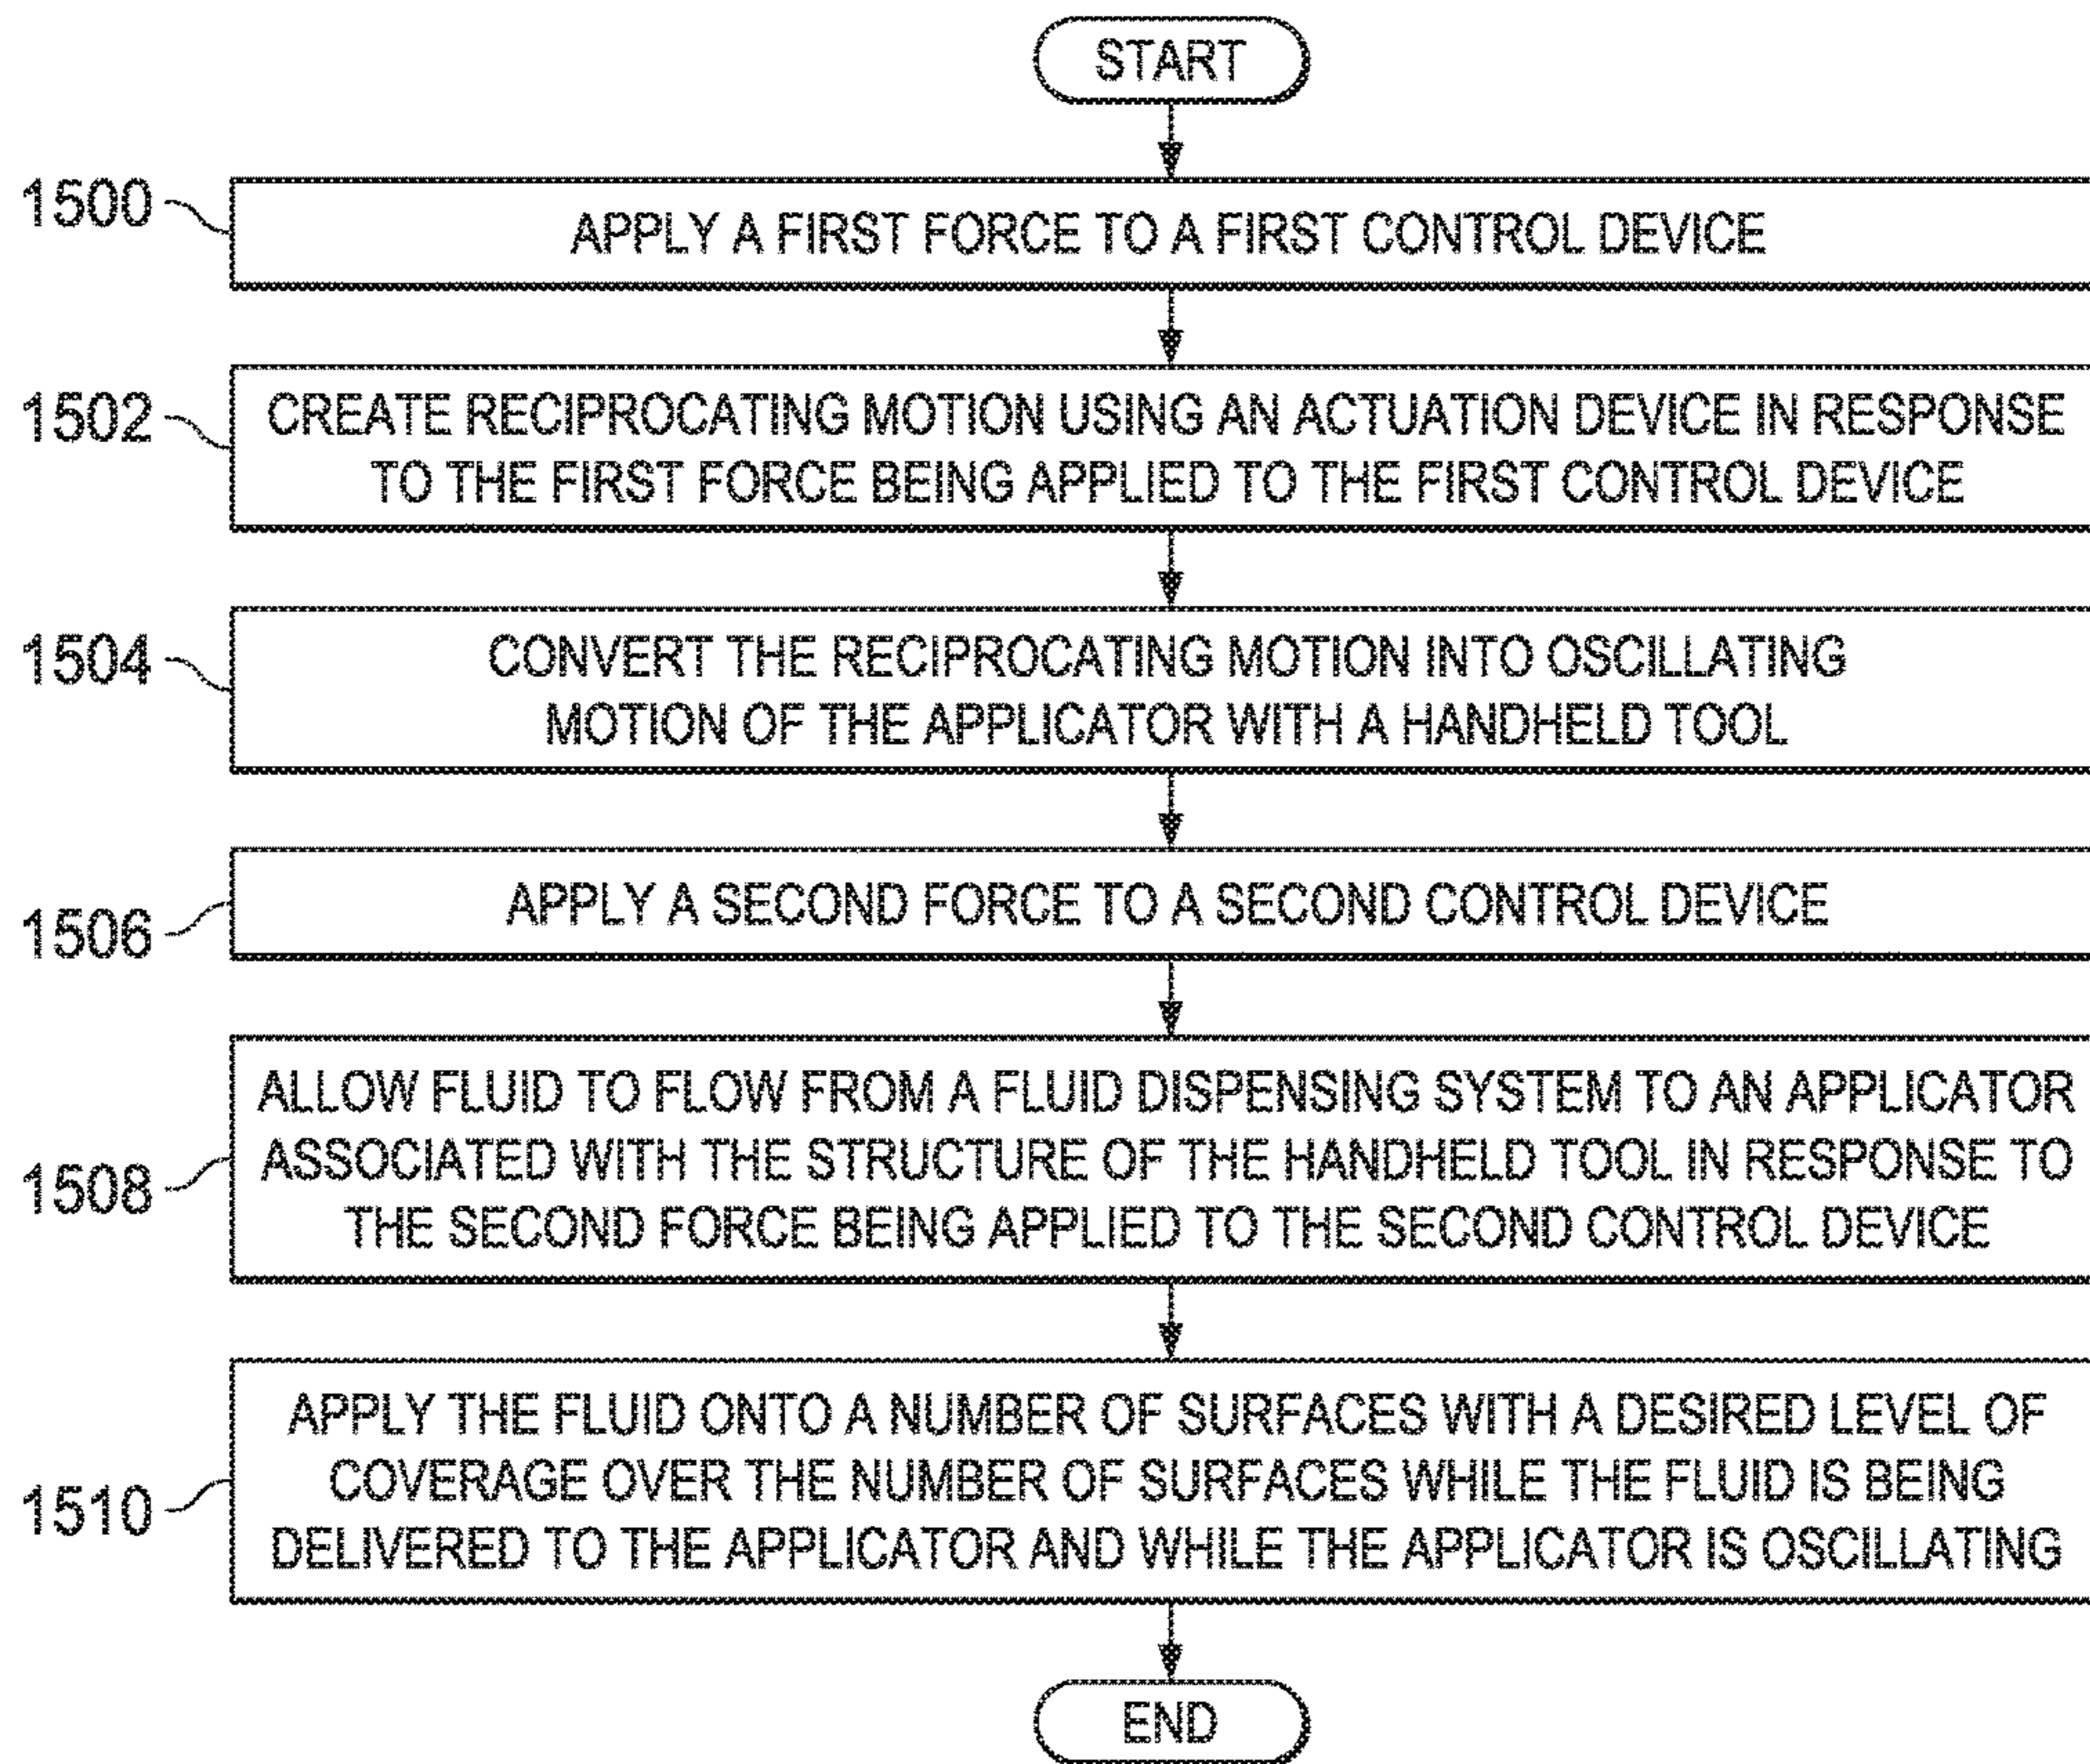 START
1500
APPLY A FIRST FORCE TO A FIRST CONTROL DEVICE
1502
CREATE RECIPROCATING MOTION USING AN ACTUATION DEVICE IN RESPONSE
TO THE FIRST FORCE BEING APPLIED TO THE FIRST CONTROL DEVICE
1504
CONVERT THE RECIPROCATING MOTION INTO OSCILLATING
MOTION OF THE APPLICATOR WITH A HANDHELD TOOL
1506
APPLY A SECOND FORCE TO A SECOND CONTROL DEVICE
1508
ALLOW FLUID TO FLOW FROM A FLUID DISPENSING SYSTEM TO AN APPLICATOR
ASSOCIATED WITH THE STRUCTURE OF THE HANDHELD TOOL IN RESPONSE TO
THE SECOND FORCE BEING APPLIED TO THE SECOND CONTROL DEVICE
1510
APPLY THE FLUID ONTO A NUMBER OF SURFACES WITH A DESIRED LEVEL OF
COVERAGE OVER THE NUMBER OF SURFACES WHILE THE FLUID IS BEING
DELIVERED TO THE APPLICATOR AND WHILE THE APPLICATOR IS OSCILLATING
END